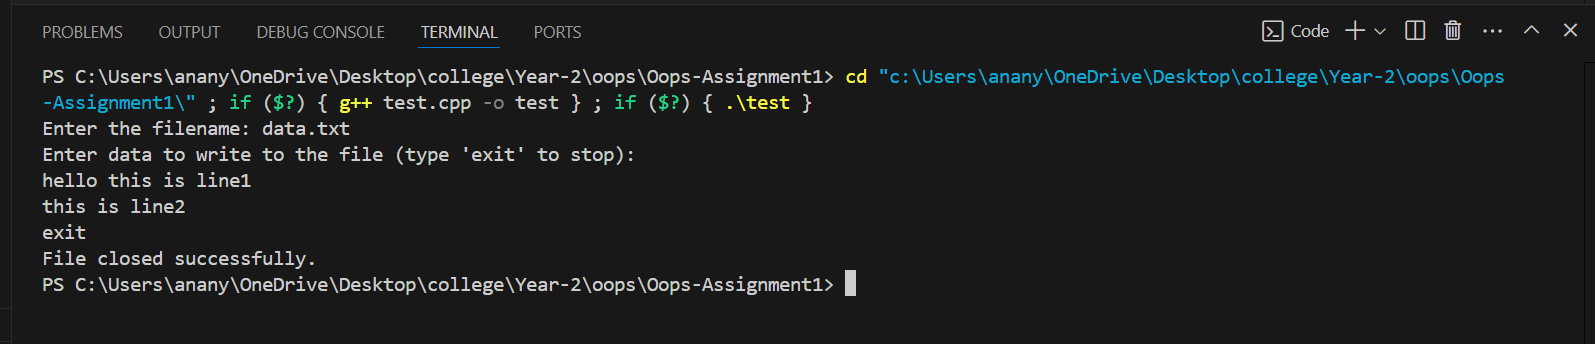 PROBLEMS OUTPUT DEBUG CONSOLE TERMINAL PORTS Code
PS C:\Users\anany\OneDrive\Desktop\college\Year-2\oops\Oops-Assignment1> cd "c:\Users\anany\OneDrive\Desktop\college\Year-2\oops\Oops
-Assignment1\" ; if ($?) { g++ test.cpp -o test } ; if ($?) { .\test }
Enter the filename: data.txt
Enter data to write to the file (type 'exit' to stop):
hello this is line1
this is line2
exit
File closed successfully.
PS C:\Users\anany\OneDrive\Desktop\college\Year-2\oops\Oops-Assignment1>